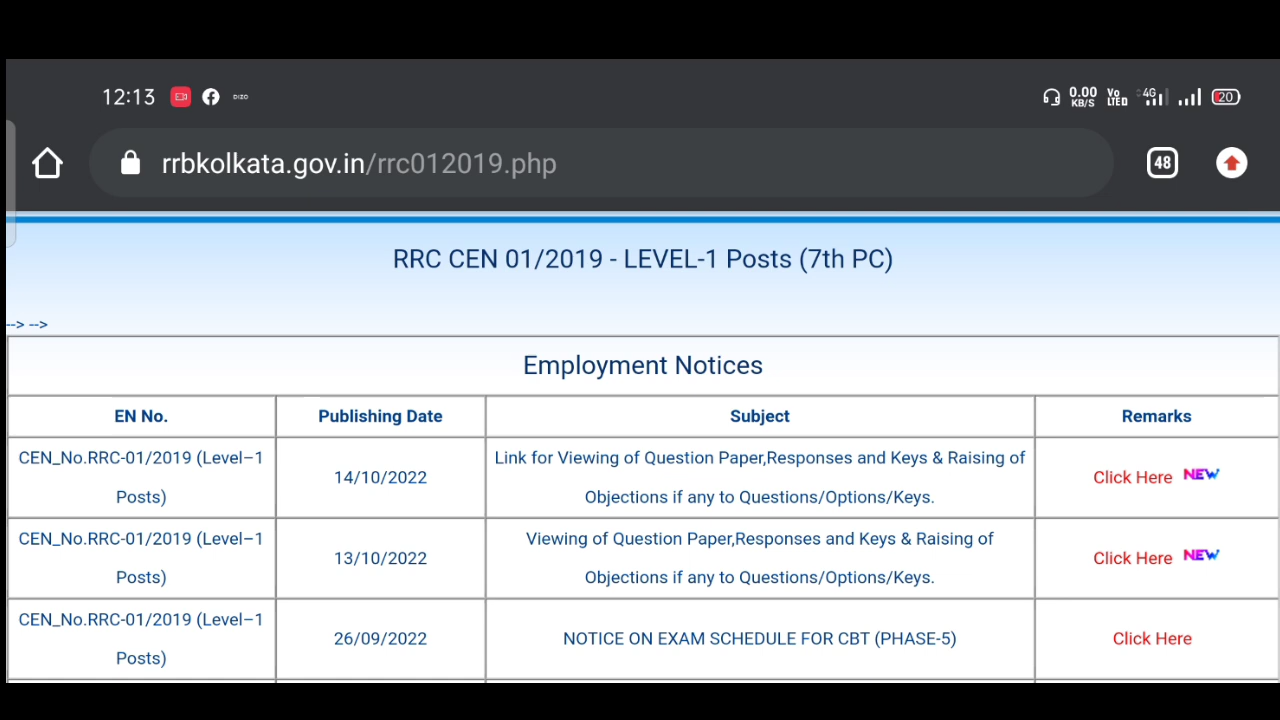 12:13 DIZO 0.00 KB/S Vo LTE 4G 20
rrbkolkata.gov.in/rrc012019.php 48
RRC CEN 01/2019 - LEVEL-1 Posts (7th PC)
--> -->
Employment Notices
EN No. Publishing Date Subject Remarks
CEN_No.RRC-01/2019 (Level–1
Posts)
14/10/2022
Link for Viewing of Question Paper,Responses and Keys & Raising of
Objections if any to Questions/Options/Keys.
Click Here NEW
CEN_No.RRC-01/2019 (Level–1
Posts)
13/10/2022
Viewing of Question Paper,Responses and Keys & Raising of
Objections if any to Questions/Options/Keys.
Click Here NEW
CEN_No.RRC-01/2019 (Level–1
Posts)
26/09/2022
NOTICE ON EXAM SCHEDULE FOR CBT (PHASE-5)
Click Here